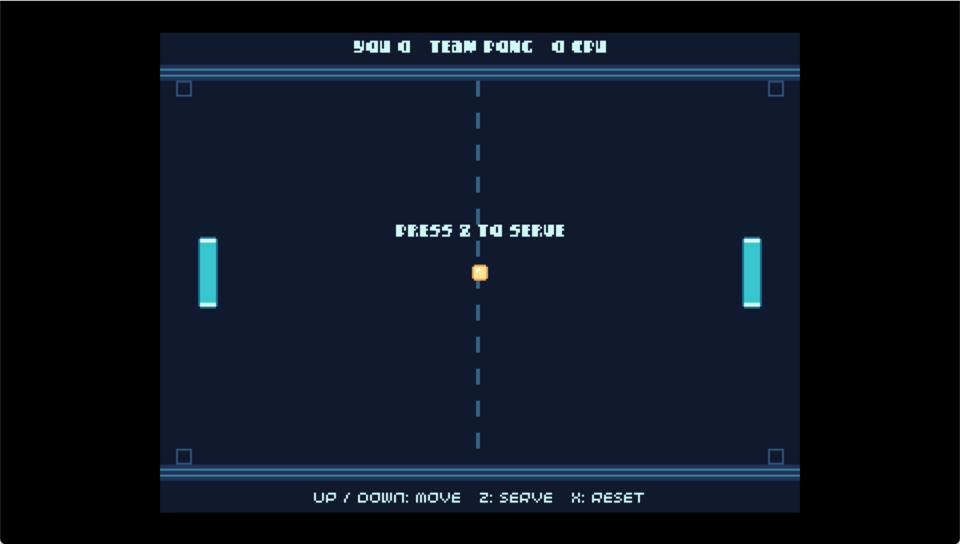 YOU 0 TEAM PONG 0 CPU
PRESS Z TO SERVE
UP / DOWN: MOVE Z: SERVE X: RESET